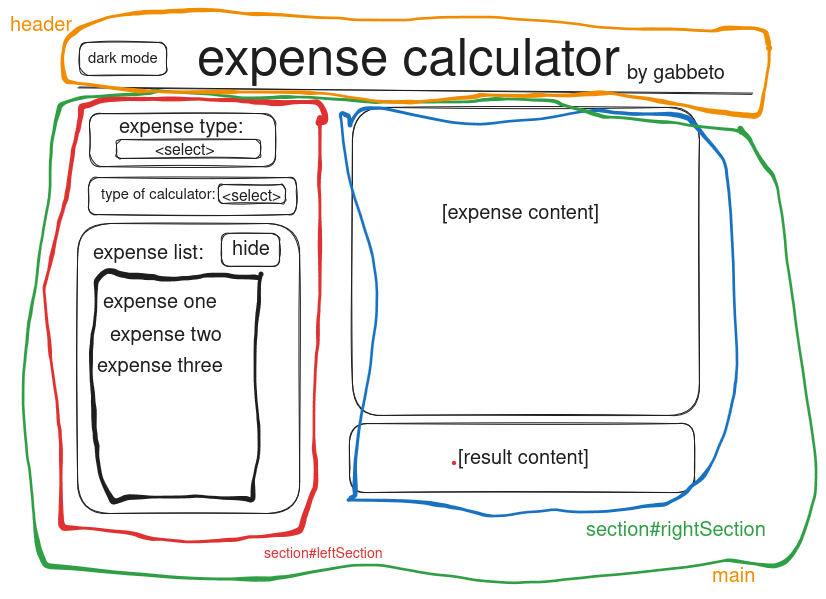 header
dark mode
expense calculator
by gabbeto
expense type:
<select>
type of calculator: <select>
expense list:
hide
expense one
expense two
expense three
[expense content]
[result content]
section#leftSection
section#rightSection
main